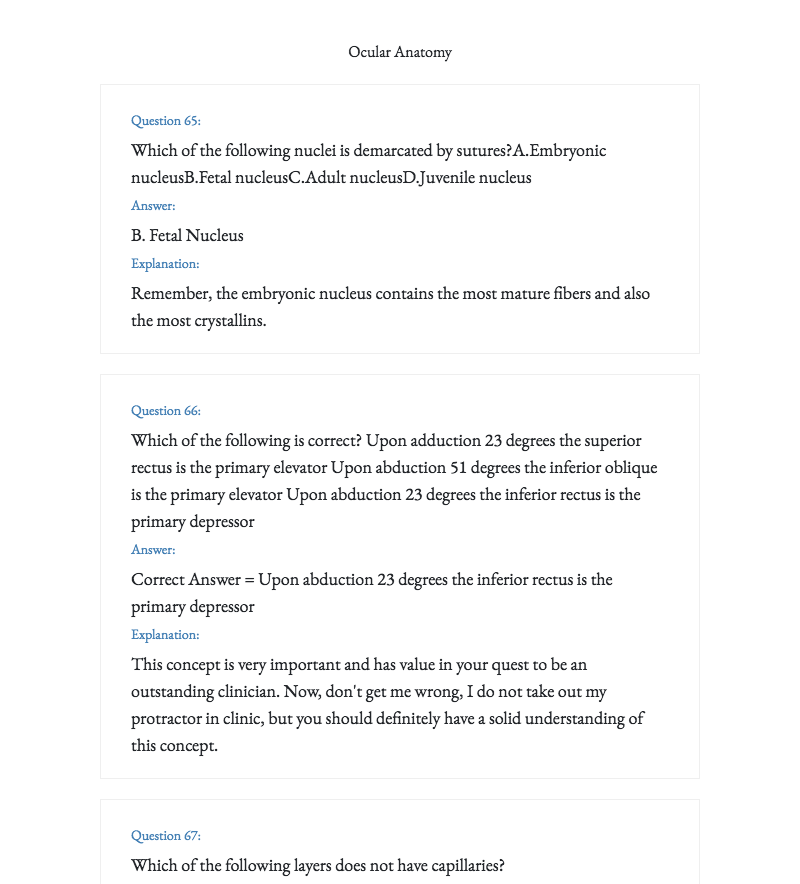 Ocular Anatomy
Question 65:
Which of the following nuclei is demarcated by sutures?A.Embryonic
nucleusB.Fetal nucleusC.Adult nucleusD.Juvenile nucleus
Answer:
B. Fetal Nucleus
Explanation:
Remember, the embryonic nucleus contains the most mature fibers and also
the most crystallins.
Question 66:
Which of the following is correct? Upon adduction 23 degrees the superior
rectus is the primary elevator Upon abduction 51 degrees the inferior oblique
is the primary elevator Upon abduction 23 degrees the inferior rectus is the
primary depressor
Answer:
Correct Answer = Upon abduction 23 degrees the inferior rectus is the
primary depressor
Explanation:
This concept is very important and has value in your quest to be an
outstanding clinician. Now, don't get me wrong, I do not take out my
protractor in clinic, but you should definitely have a solid understanding of
this concept.
Question 67:
Which of the following layers does not have capillaries?